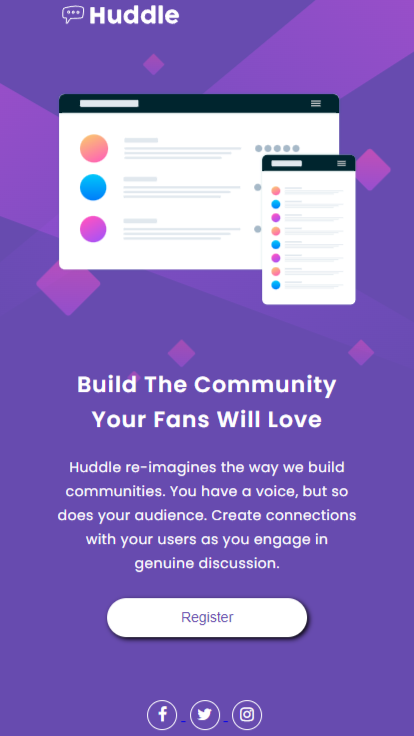 Huddle
Build The Community
Your Fans Will Love
Huddle re-imagines the way we build
communities. You have a voice, but so
does your audience. Create connections
with your users as you engage in
genuine discussion.
Register